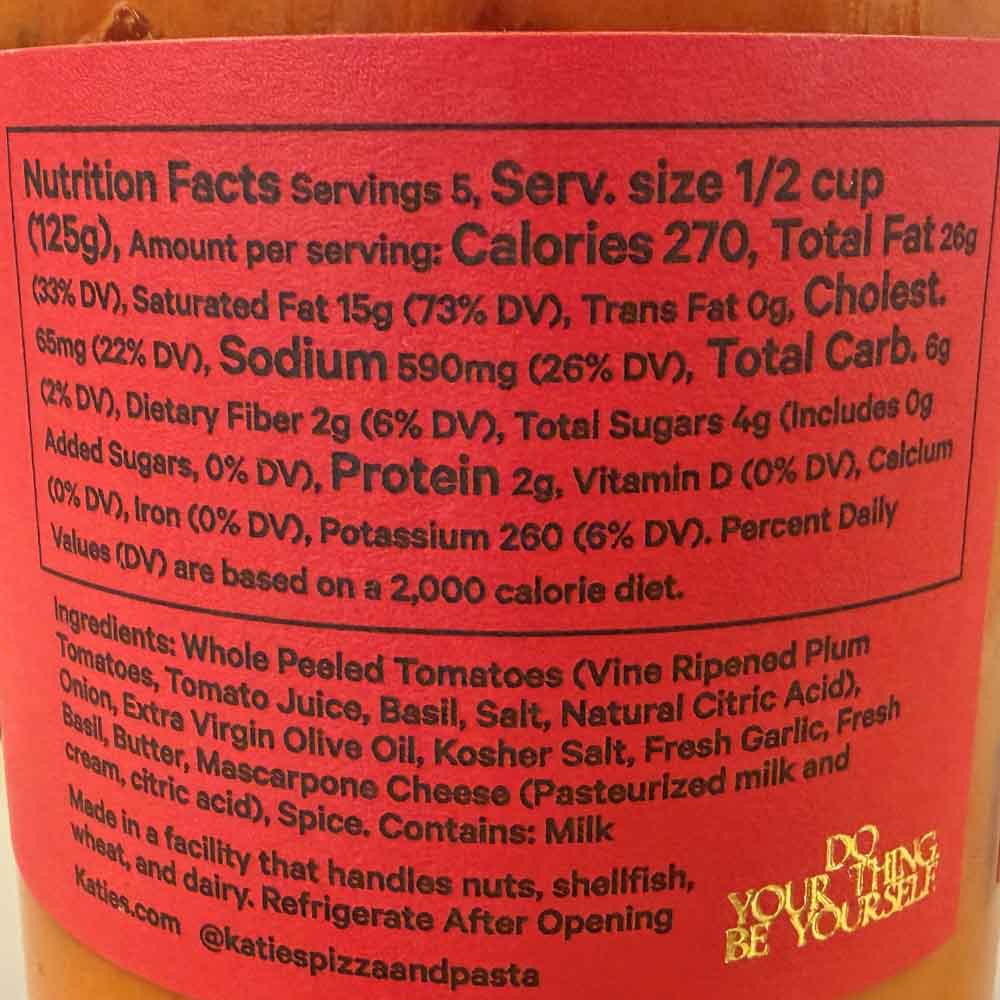 Nutrition Facts Servings 5, Serv. size 1/2 cup
(125g), Amount per serving: Calories 270, Total Fat 26g
(33% DV), Saturated Fat 15g (73% DV), Trans Fat 0g, Cholest.
65mg (22% DV), Sodium 590mg (26% DV), Total Carb. 6g
(2% DV), Dietary Fiber 2g (6% DV), Total Sugars 4g (Includes 0g
Added Sugars, 0% DV), Protein 2g, Vitamin D (0% DV), Calcium
(0% DV), Iron (0% DV), Potassium 260 (6% DV). Percent Daily
Values (DV) are based on a 2,000 calorie diet.
Ingredients: Whole Peeled Tomatoes (Vine Ripened Plum
Tomatoes, Tomato Juice, Basil, Salt, Natural Citric Acid),
Onion, Extra Virgin Olive Oil, Kosher Salt, Fresh Garlic, Fresh
Basil, Butter, Mascarpone Cheese (Pasteurized milk and
cream, citric acid), Spice. Contains: Milk
Made in a facility that handles nuts, shellfish,
wheat, and dairy. Refrigerate After Opening
Katies.com @katiespizzaandpasta
DO
YOUR THING
BE YOURSELF